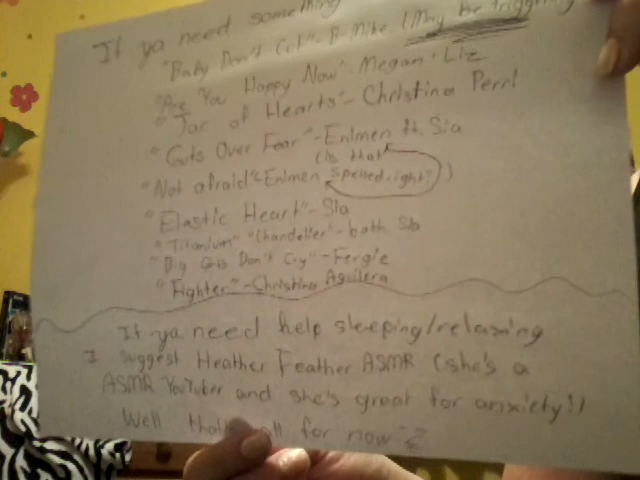 If ya need something
"Baby Don't Cut" - B-Mike (May be triggering
"Are You Happy Now" - Megan + Liz
"Jar of Hearts" - Christina Perri
"Guts Over Fear" - Enimen ft. Sia
"Not afraid" - Enimen (Is that spelled right?)
"Elastic Heart" - Sia
"Titanium" "Chandelier" - both Sia
"Big Girls Don't Cry" - Fergie
"Fighter" - Christina Aguilera
If ya need help sleeping/relaxing
I suggest Heather Feather ASMR (she's a
ASMR YouTuber and she's great for anxiety!)
Well that all for now